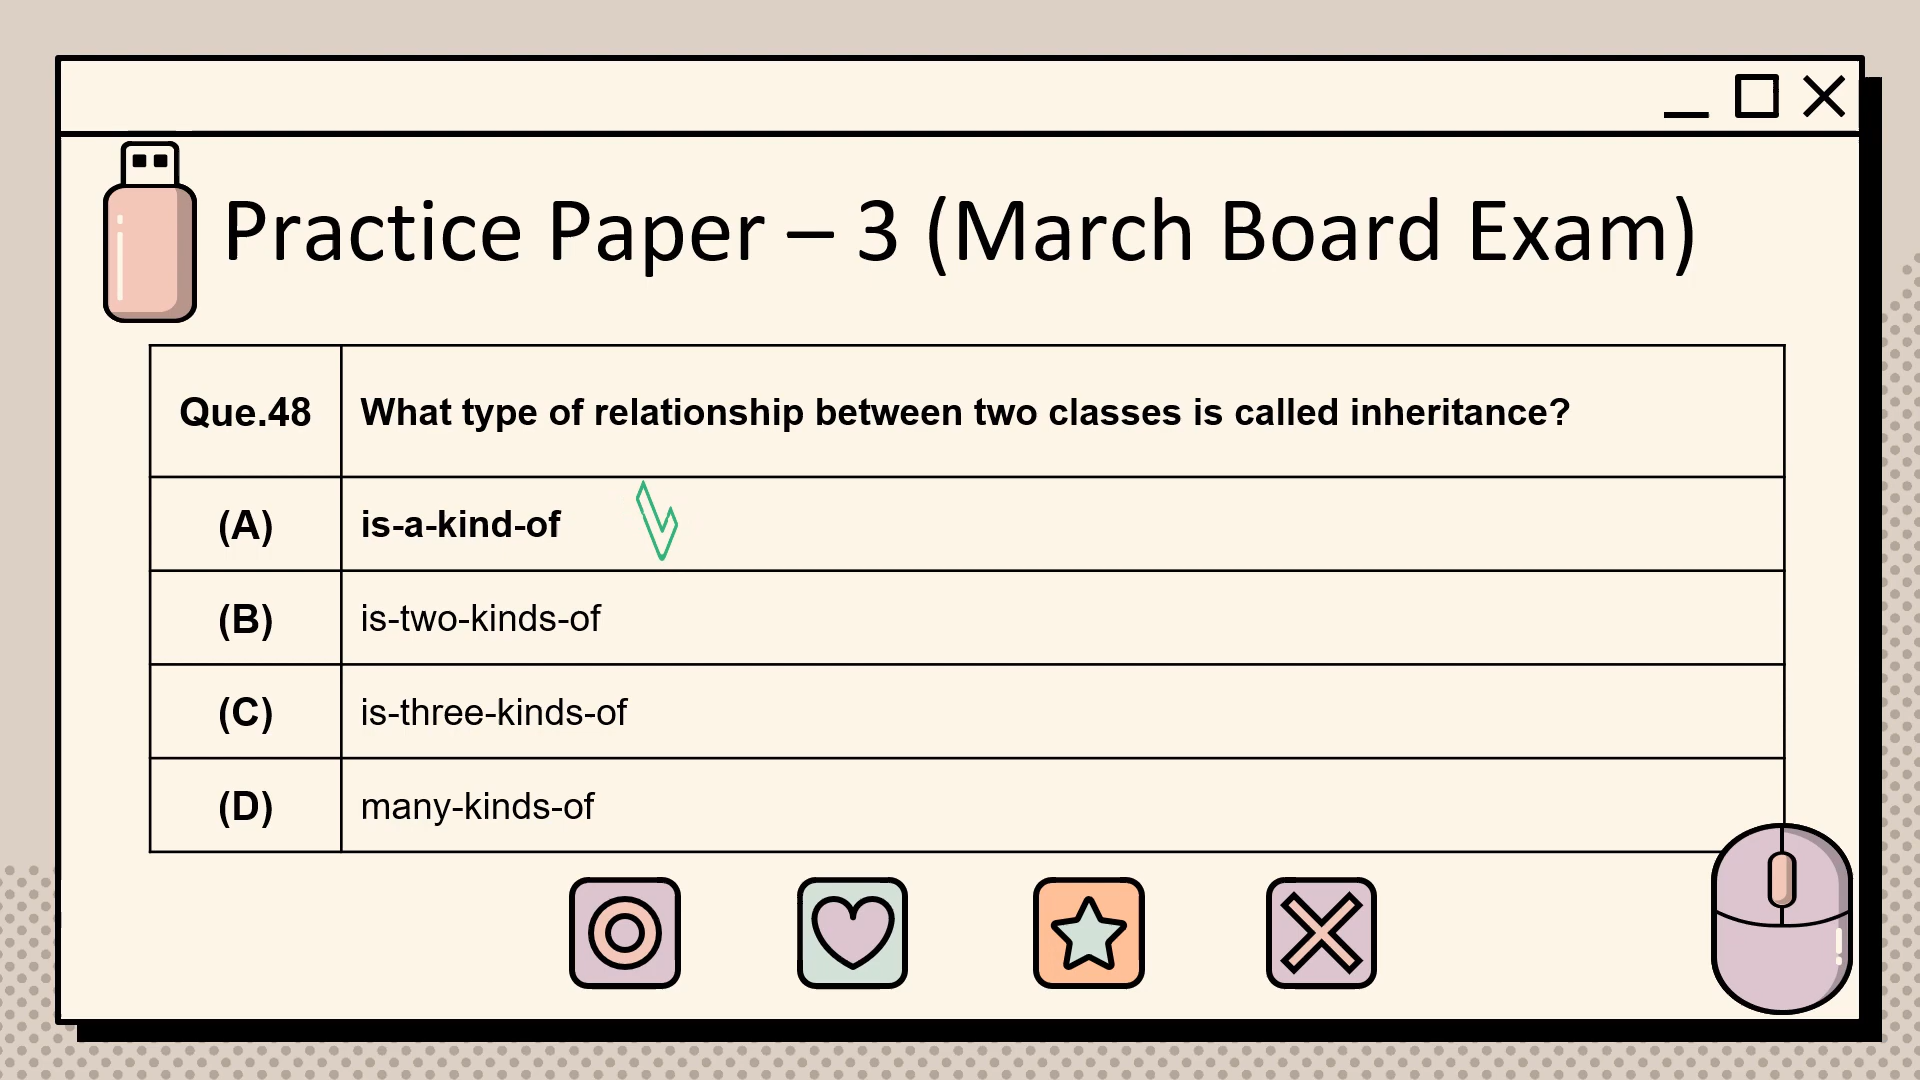 Practice Paper – 3 (March Board Exam)
Que.48 What type of relationship between two classes is called inheritance?
(A) is-a-kind-of
(B) is-two-kinds-of
(C) is-three-kinds-of
(D) many-kinds-of